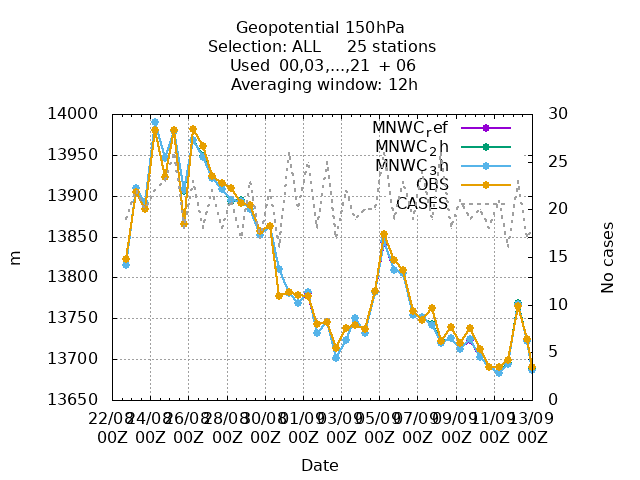 Geopotential 150hPa
Selection: ALL     25 stations
Used  00,03,...,21  + 06
Averaging window: 12h
MNWCref
MNWC2h
MNWC3h
OBS
CASES
14000
13950
13900
13850
13800
13750
13700
13650
m
30
25
20
15
10
5
0
No cases
22/08 24/08 26/08 28/08 30/08 01/09 03/09 05/09 07/09 09/09 11/09 13/09
00Z 00Z 00Z 00Z 00Z 00Z 00Z 00Z 00Z 00Z 00Z 00Z
Date